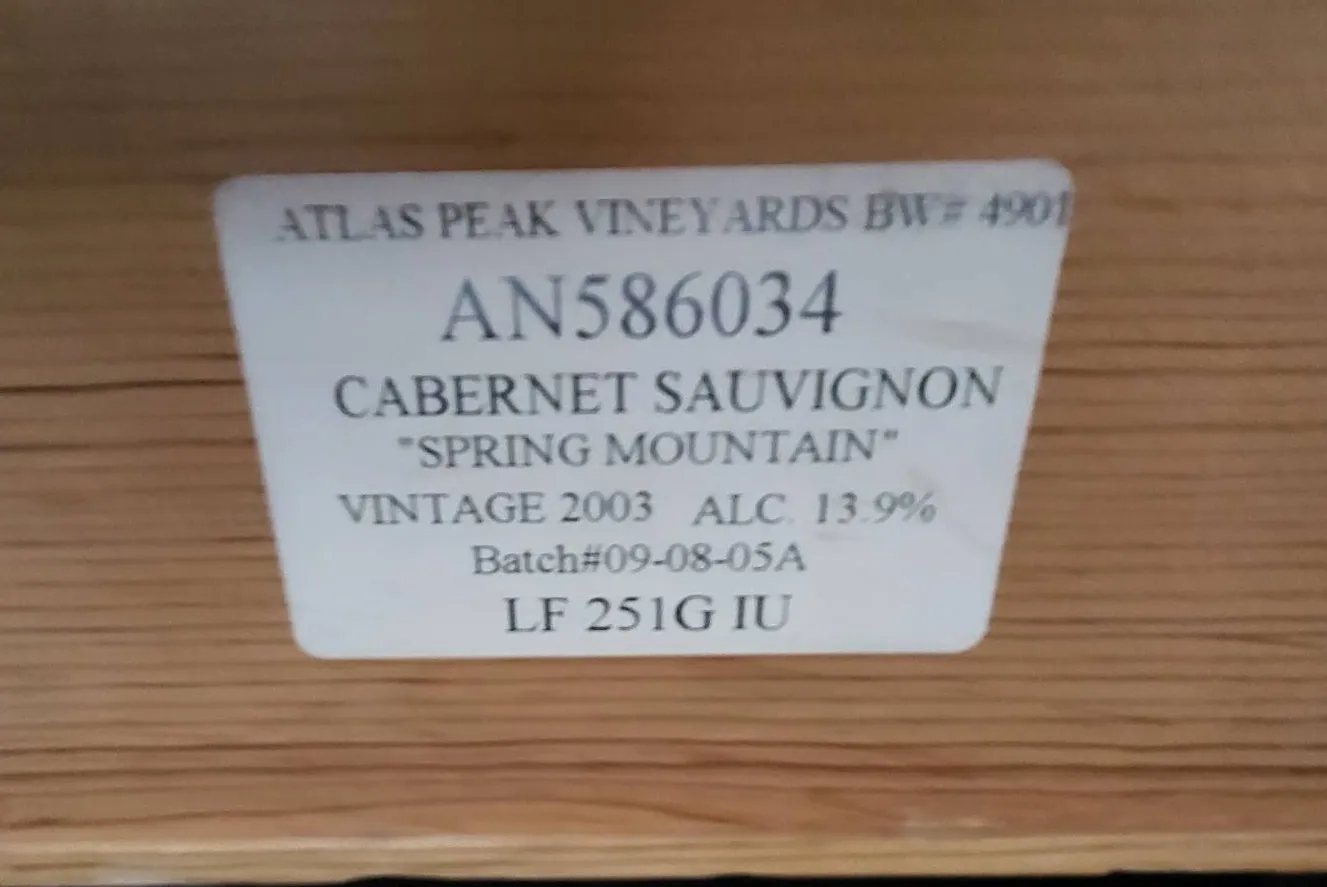 ATLAS PEAK VINEYARDS BW# 4901
AN586034
CABERNET SAUVIGNON
"SPRING MOUNTAIN"
VINTAGE 2003 ALC. 13.9%
Batch#09-08-05A
LF 251G IU